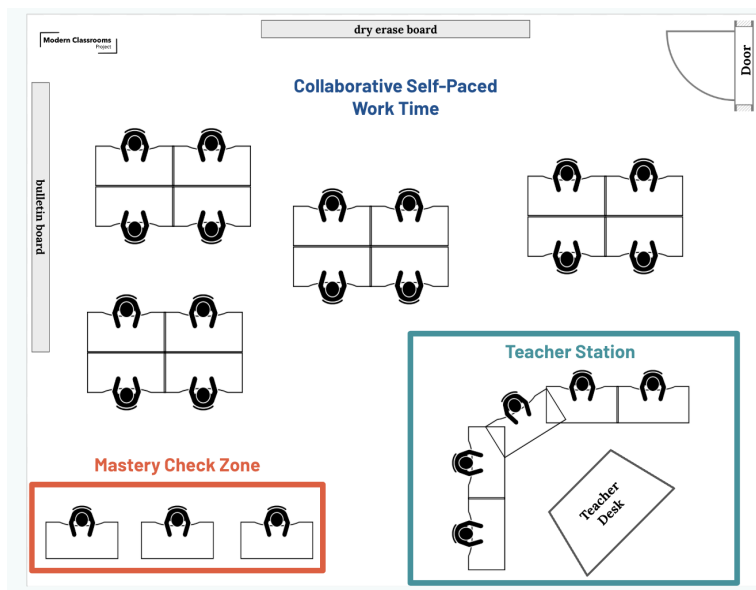 dry erase board
Modern Classrooms
Project
Door
Collaborative Self-Paced
Work Time
bulletin board
Teacher Station
Mastery Check Zone
Teacher
Desk